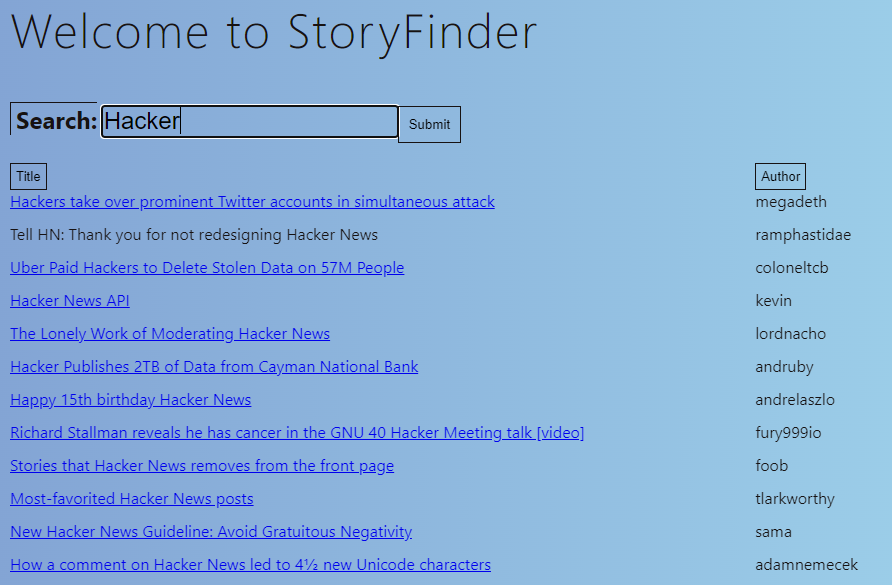 Welcome to StoryFinder
Search: Hacker Submit
Title Author
Hackers take over prominent Twitter accounts in simultaneous attack megadeth
Tell HN: Thank you for not redesigning Hacker News ramphastidae
Uber Paid Hackers to Delete Stolen Data on 57M People coloneltcb
Hacker News API kevin
The Lonely Work of Moderating Hacker News lordnacho
Hacker Publishes 2TB of Data from Cayman National Bank andruby
Happy 15th birthday Hacker News andrelaszlo
Richard Stallman reveals he has cancer in the GNU 40 Hacker Meeting talk [video] fury999io
Stories that Hacker News removes from the front page foob
Most-favorited Hacker News posts tlarkworthy
New Hacker News Guideline: Avoid Gratuitous Negativity sama
How a comment on Hacker News led to 4½ new Unicode characters adamnemecek